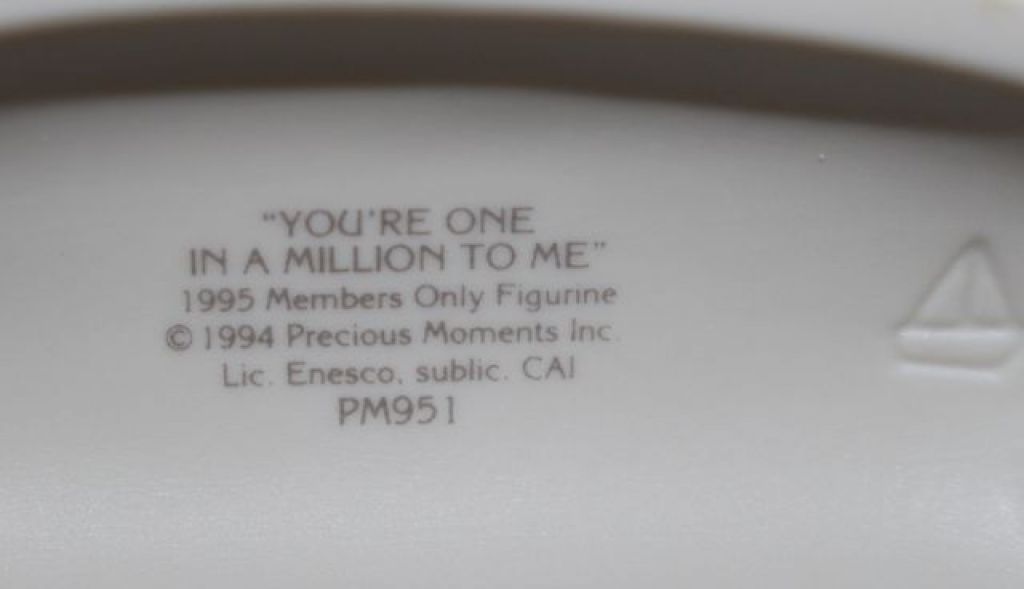 "YOU'RE ONE
IN A MILLION TO ME"
1995 Members Only Figurine
© 1994 Precious Moments Inc.
Lic. Enesco, sublic. CAI
PM951